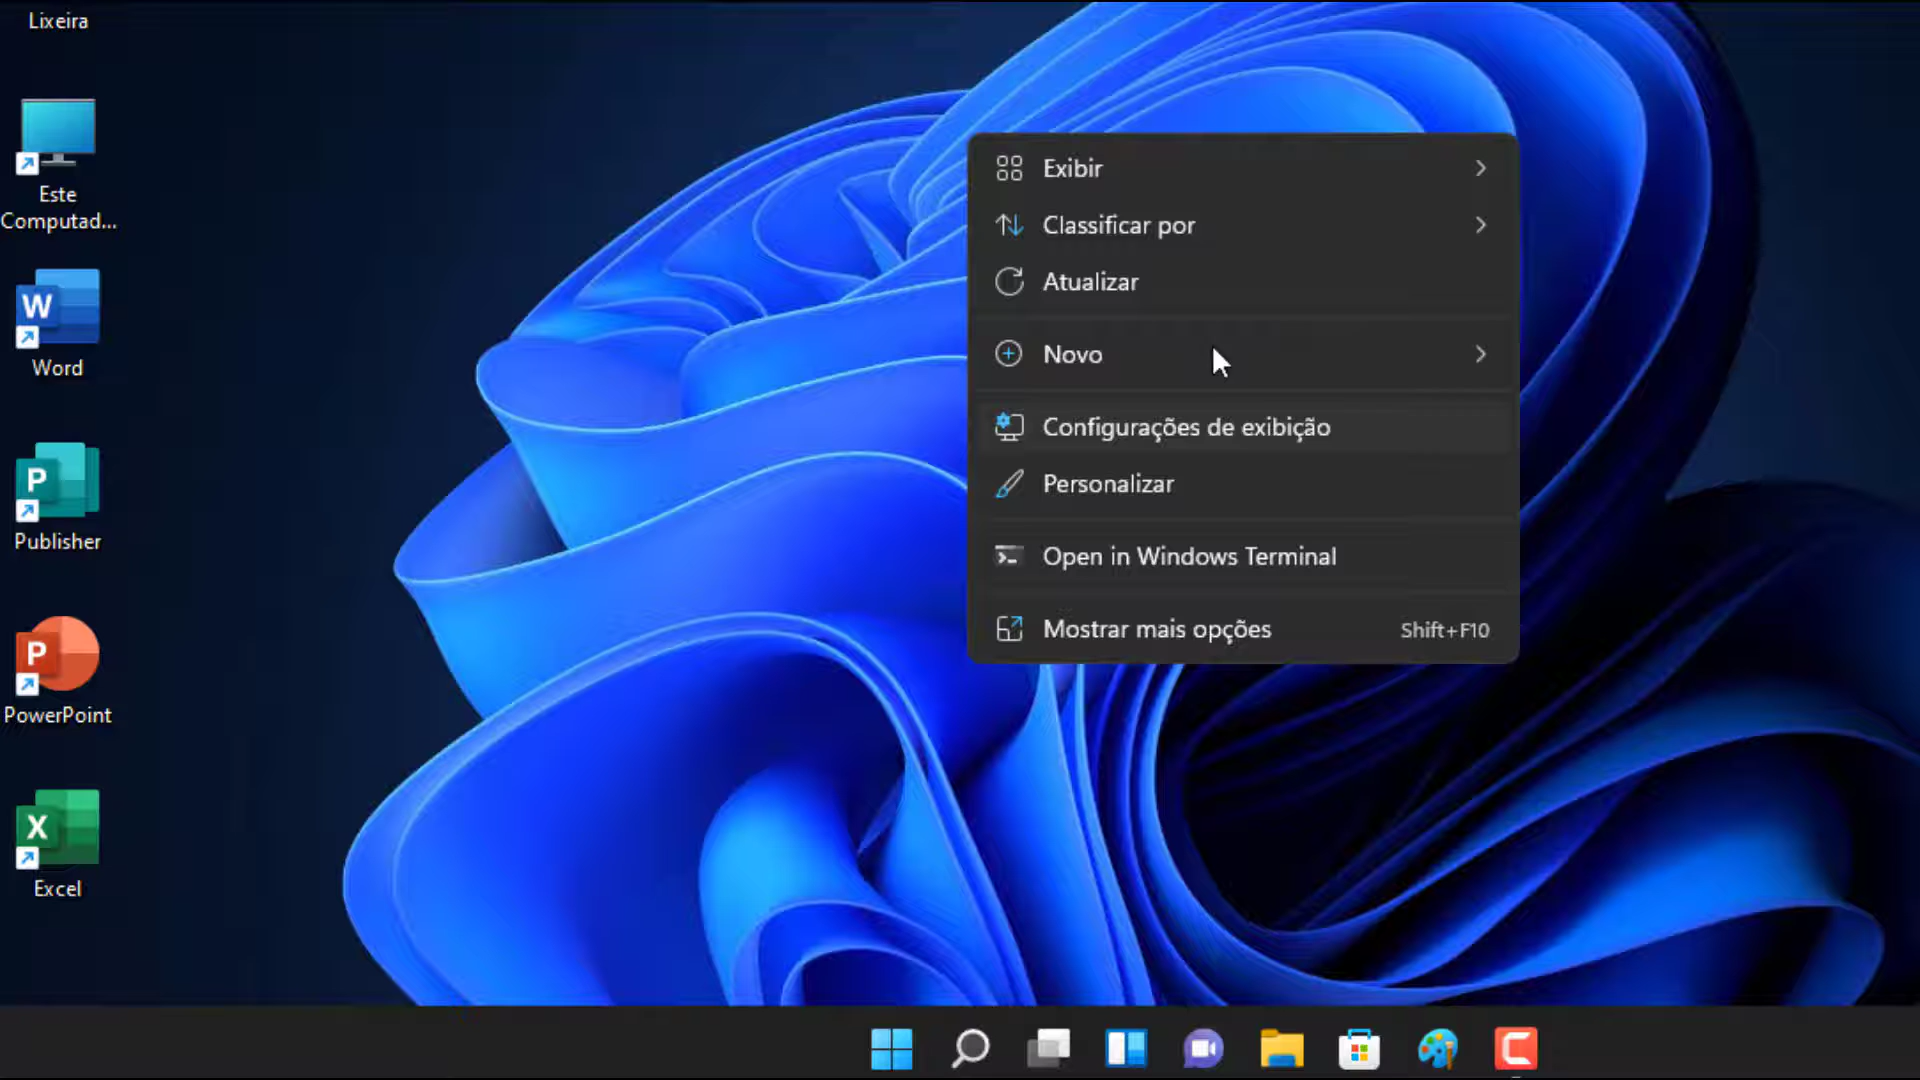 Lixeira
Este
Computad...
Word
Publisher
PowerPoint
Excel
Exibir
Classificar por
Atualizar
Novo
Configurações de exibição
Personalizar
Open in Windows Terminal
Mostrar mais opções Shift+F10